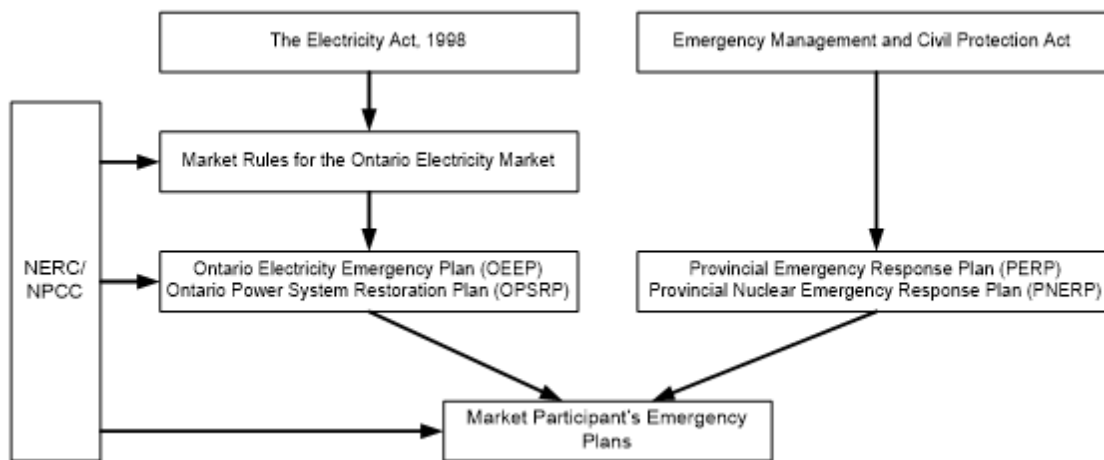 The Electricity Act, 1998
Emergency Management and Civil Protection Act
Market Rules for the Ontario Electricity Market
NERC/
NPCC
Ontario Electricity Emergency Plan (OEEP)
Ontario Power System Restoration Plan (OPSRP)
Provincial Emergency Response Plan (PERP)
Provincial Nuclear Emergency Response Plan (PNERP)
Market Participant's Emergency
Plans